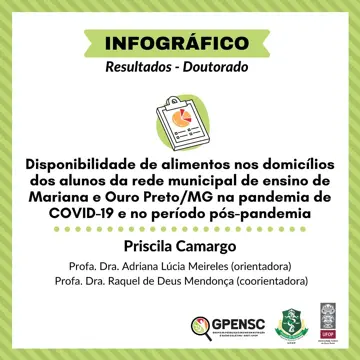 INFOGRÁFICO
Resultados - Doutorado
Disponibilidade de alimentos nos domicílios
dos alunos da rede municipal de ensino de
Mariana e Ouro Preto/MG na pandemia de
COVID-19 e no período pós-pandemia
Priscila Camargo
Profa. Dra. Adriana Lúcia Meireles (orientadora)
Profa. Dra. Raquel de Deus Mendonça (coorientadora)
GPENSC
UFOP